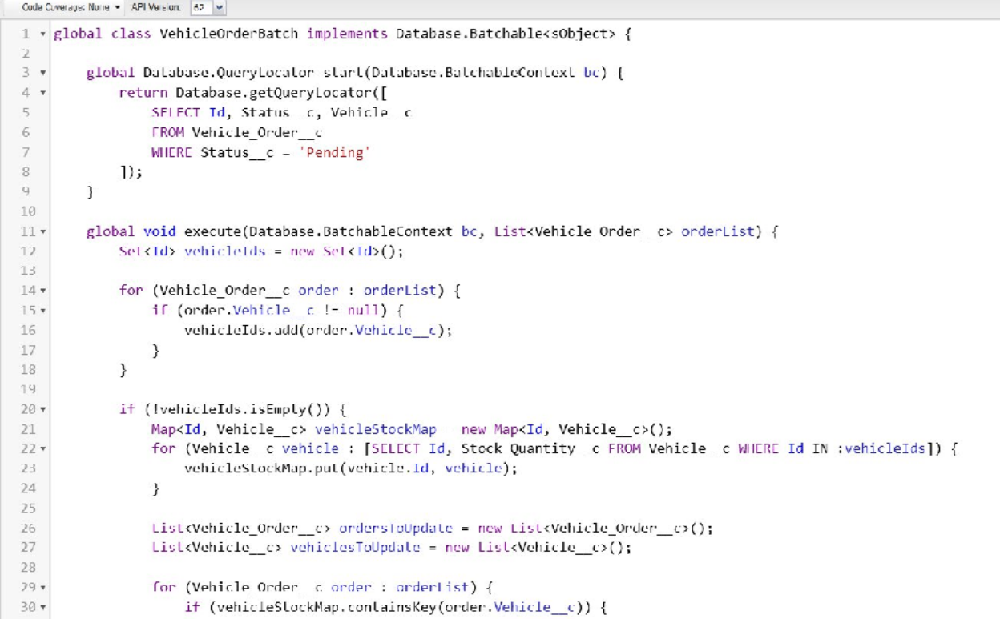 Code Coverage: None API Version: 62
1 global class VehicleOrderBatch implements Database.Batchable<sObject> {
2
3     global Database.QueryLocator start(Database.BatchableContext bc) {
4         return Database.getQueryLocator([
5             SELECT Id, Status__c, Vehicle__c
6             FROM Vehicle_Order__c
7             WHERE Status__c = 'Pending'
8         ]);
9     }
10
11     global void execute(Database.BatchableContext bc, List<Vehicle_Order__c> orderList) {
12         Set<Id> vehicleIds = new Set<Id>();
13
14         for (Vehicle_Order__c order : orderList) {
15             if (order.Vehicle__c != null) {
16                 vehicleIds.add(order.Vehicle__c);
17             }
18         }
19
20         if (!vehicleIds.isEmpty()) {
21             Map<Id, Vehicle__c> vehicleStockMap = new Map<Id, Vehicle__c>();
22             for (Vehicle__c vehicle : [SELECT Id, Stock_Quantity__c FROM Vehicle__c WHERE Id IN :vehicleIds]) {
23                 vehicleStockMap.put(vehicle.Id, vehicle);
24             }
25
26             List<Vehicle_Order__c> ordersToUpdate = new List<Vehicle_Order__c>();
27             List<Vehicle__c> vehiclesToUpdate = new List<Vehicle__c>();
28
29             for (Vehicle_Order__c order : orderList) {
30                 if (vehicleStockMap.containsKey(order.Vehicle__c)) {